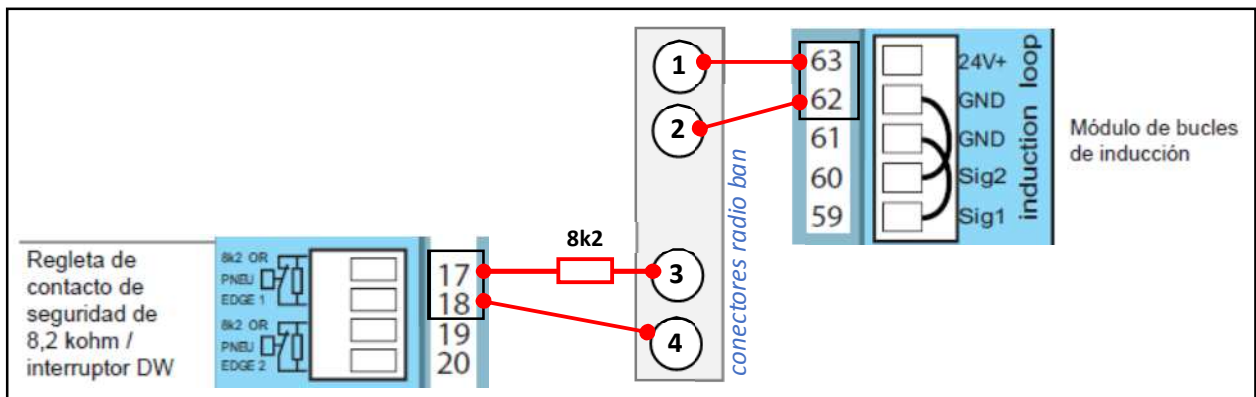 1
2
3
4
conectores radio ban
63
62
61
60
59
24V+
GND
GND
Sig2
Sig1
induction loop
Módulo de bucles
de inducción
Regleta de
contacto de
seguridad de
8,2 kohm /
interruptor DW
8k2 OR
PNEU
EDGE 1
8k2 OR
PNEU
EDGE 2
17
18
19
20
8k2